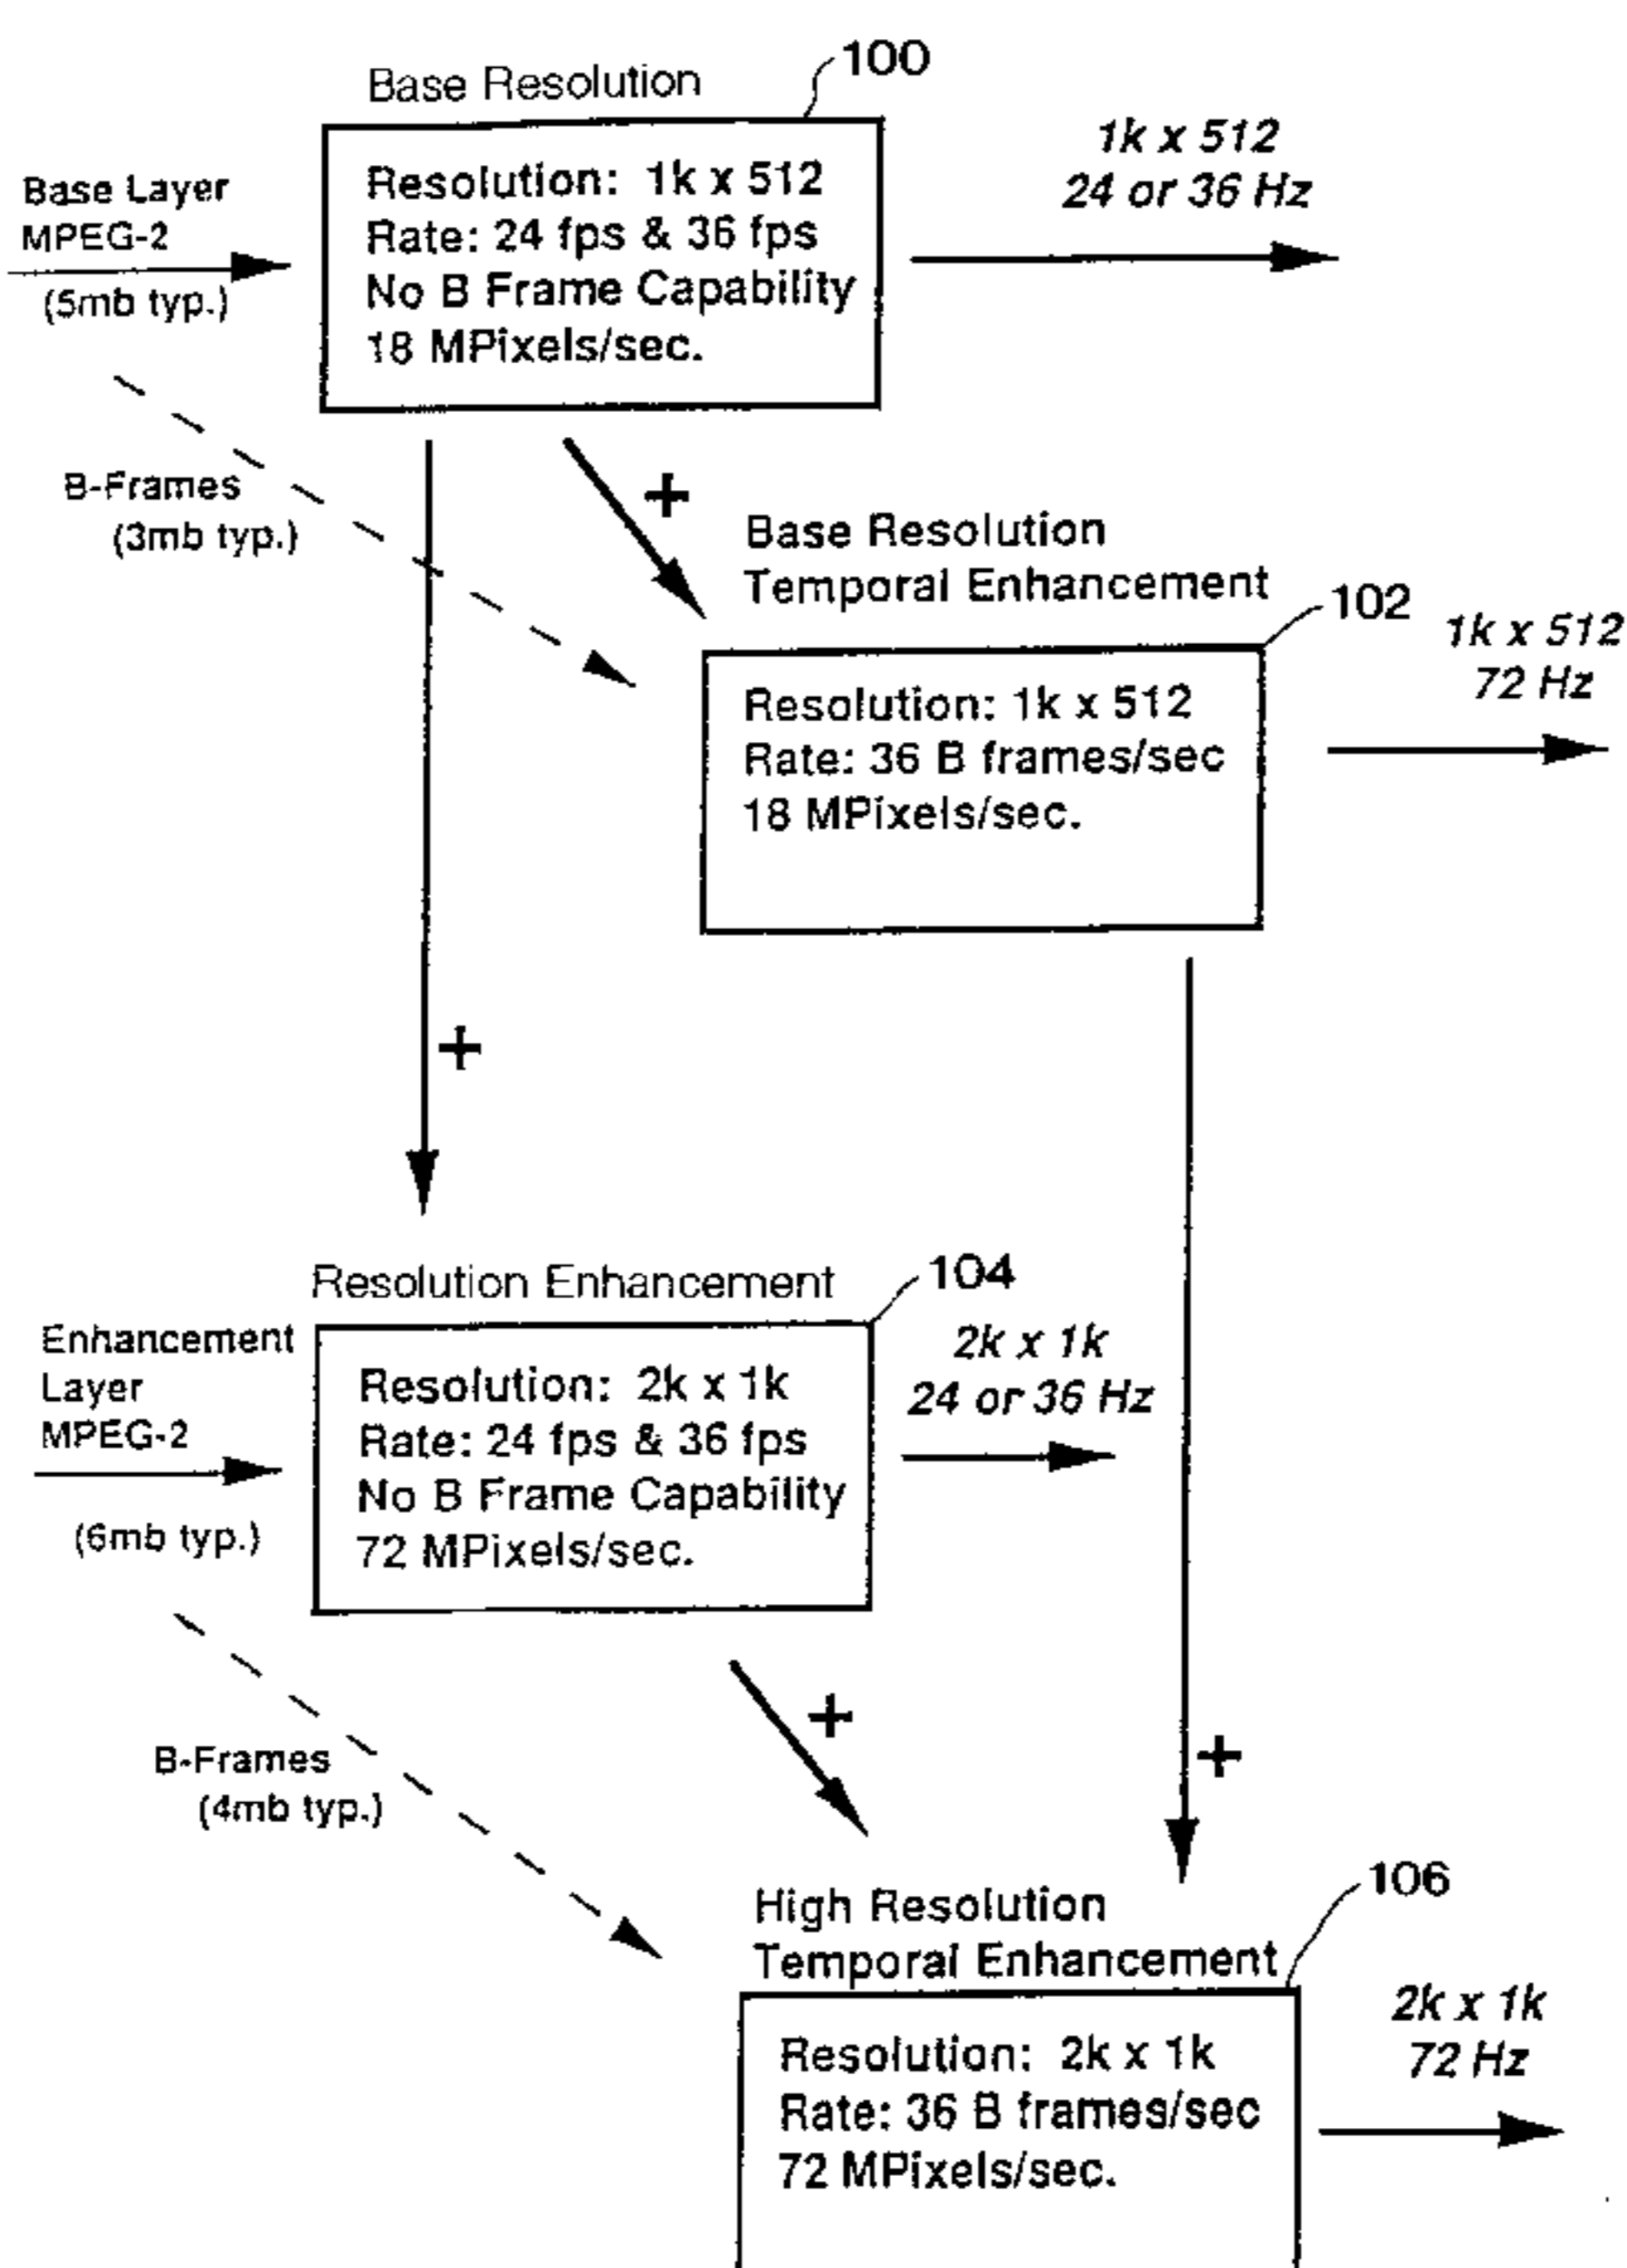 100
Base Resolution
1k x 512
24 or 36 Hz
Base Layer
MPEG-2
(5mb typ.)
Resolution: 1k x 512
Rate: 24 fps & 36 fps
No B Frame Capability
18 MPixels/sec.
B-Frames
(3mb typ.)
+
Base Resolution
Temporal Enhancement
102
1k x 512
72 Hz
Resolution: 1k x 512
Rate: 36 B frames/sec
18 MPixels/sec.
+
Resolution Enhancement
104
Enhancement
Layer
MPEG-2
(6mb typ.)
Resolution: 2k x 1k
Rate: 24 fps & 36 fps
No B Frame Capability
72 MPixels/sec.
2k x 1k
24 or 36 Hz
B-Frames
(4mb typ.)
+
+
High Resolution
Temporal Enhancement
106
2k x 1k
72 Hz
Resolution: 2k x 1k
Rate: 36 B frames/sec
72 MPixels/sec.